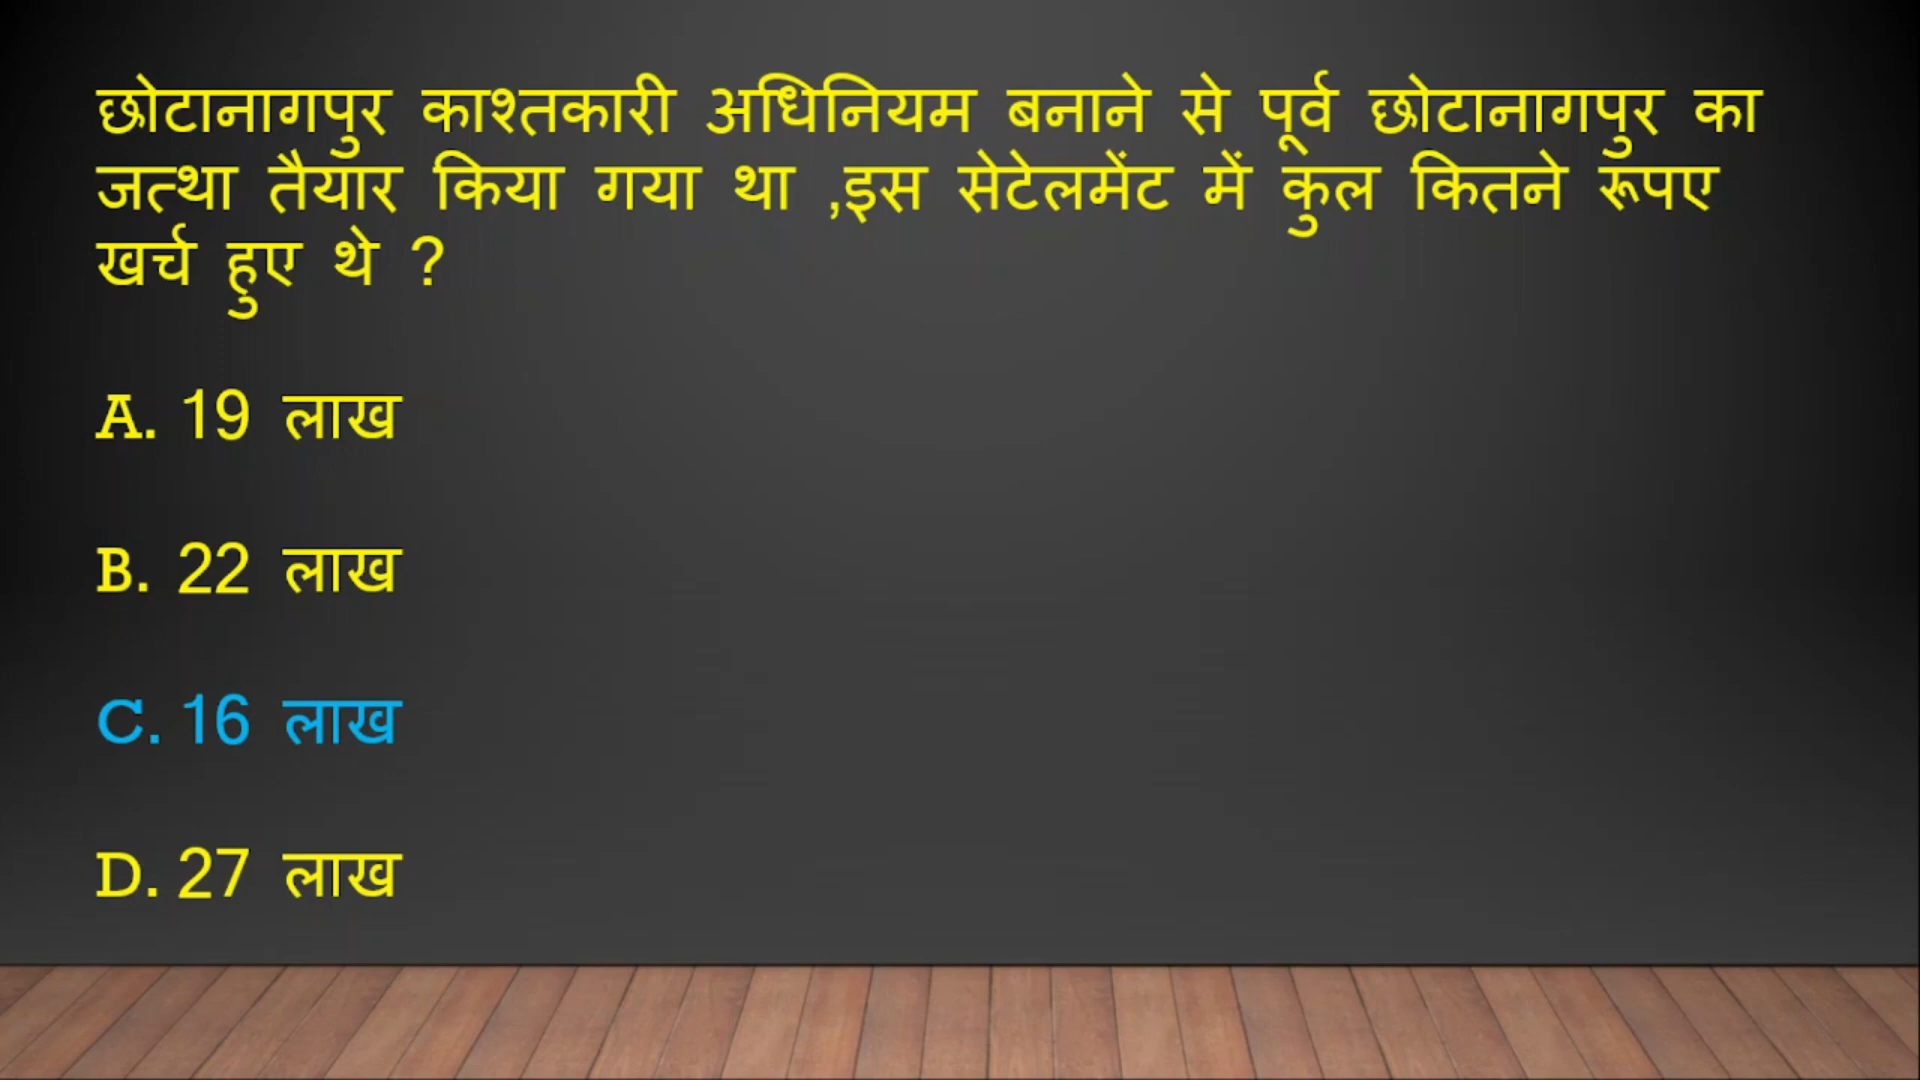 छोटानागपुर काश्तकारी अधिनियम बनाने से पूर्व छोटानागपुर का
जत्था तैयार किया गया था ,इस सेटेलमेंट में कुल कितने रूपए
खर्च हुए थे ?
A. 19 लाख
B. 22 लाख
C. 16 लाख
D. 27 लाख